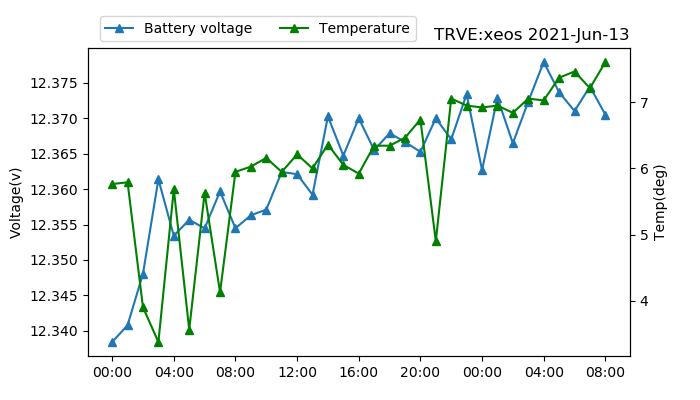 Battery voltage Temperature
TRVE:xeos 2021-Jun-13
12.375
12.370
12.365
12.360
12.355
12.350
12.345
12.340
Voltage(v)
7
6
5
4
Temp(deg)
00:00 04:00 08:00 12:00 16:00 20:00 00:00 04:00 08:00